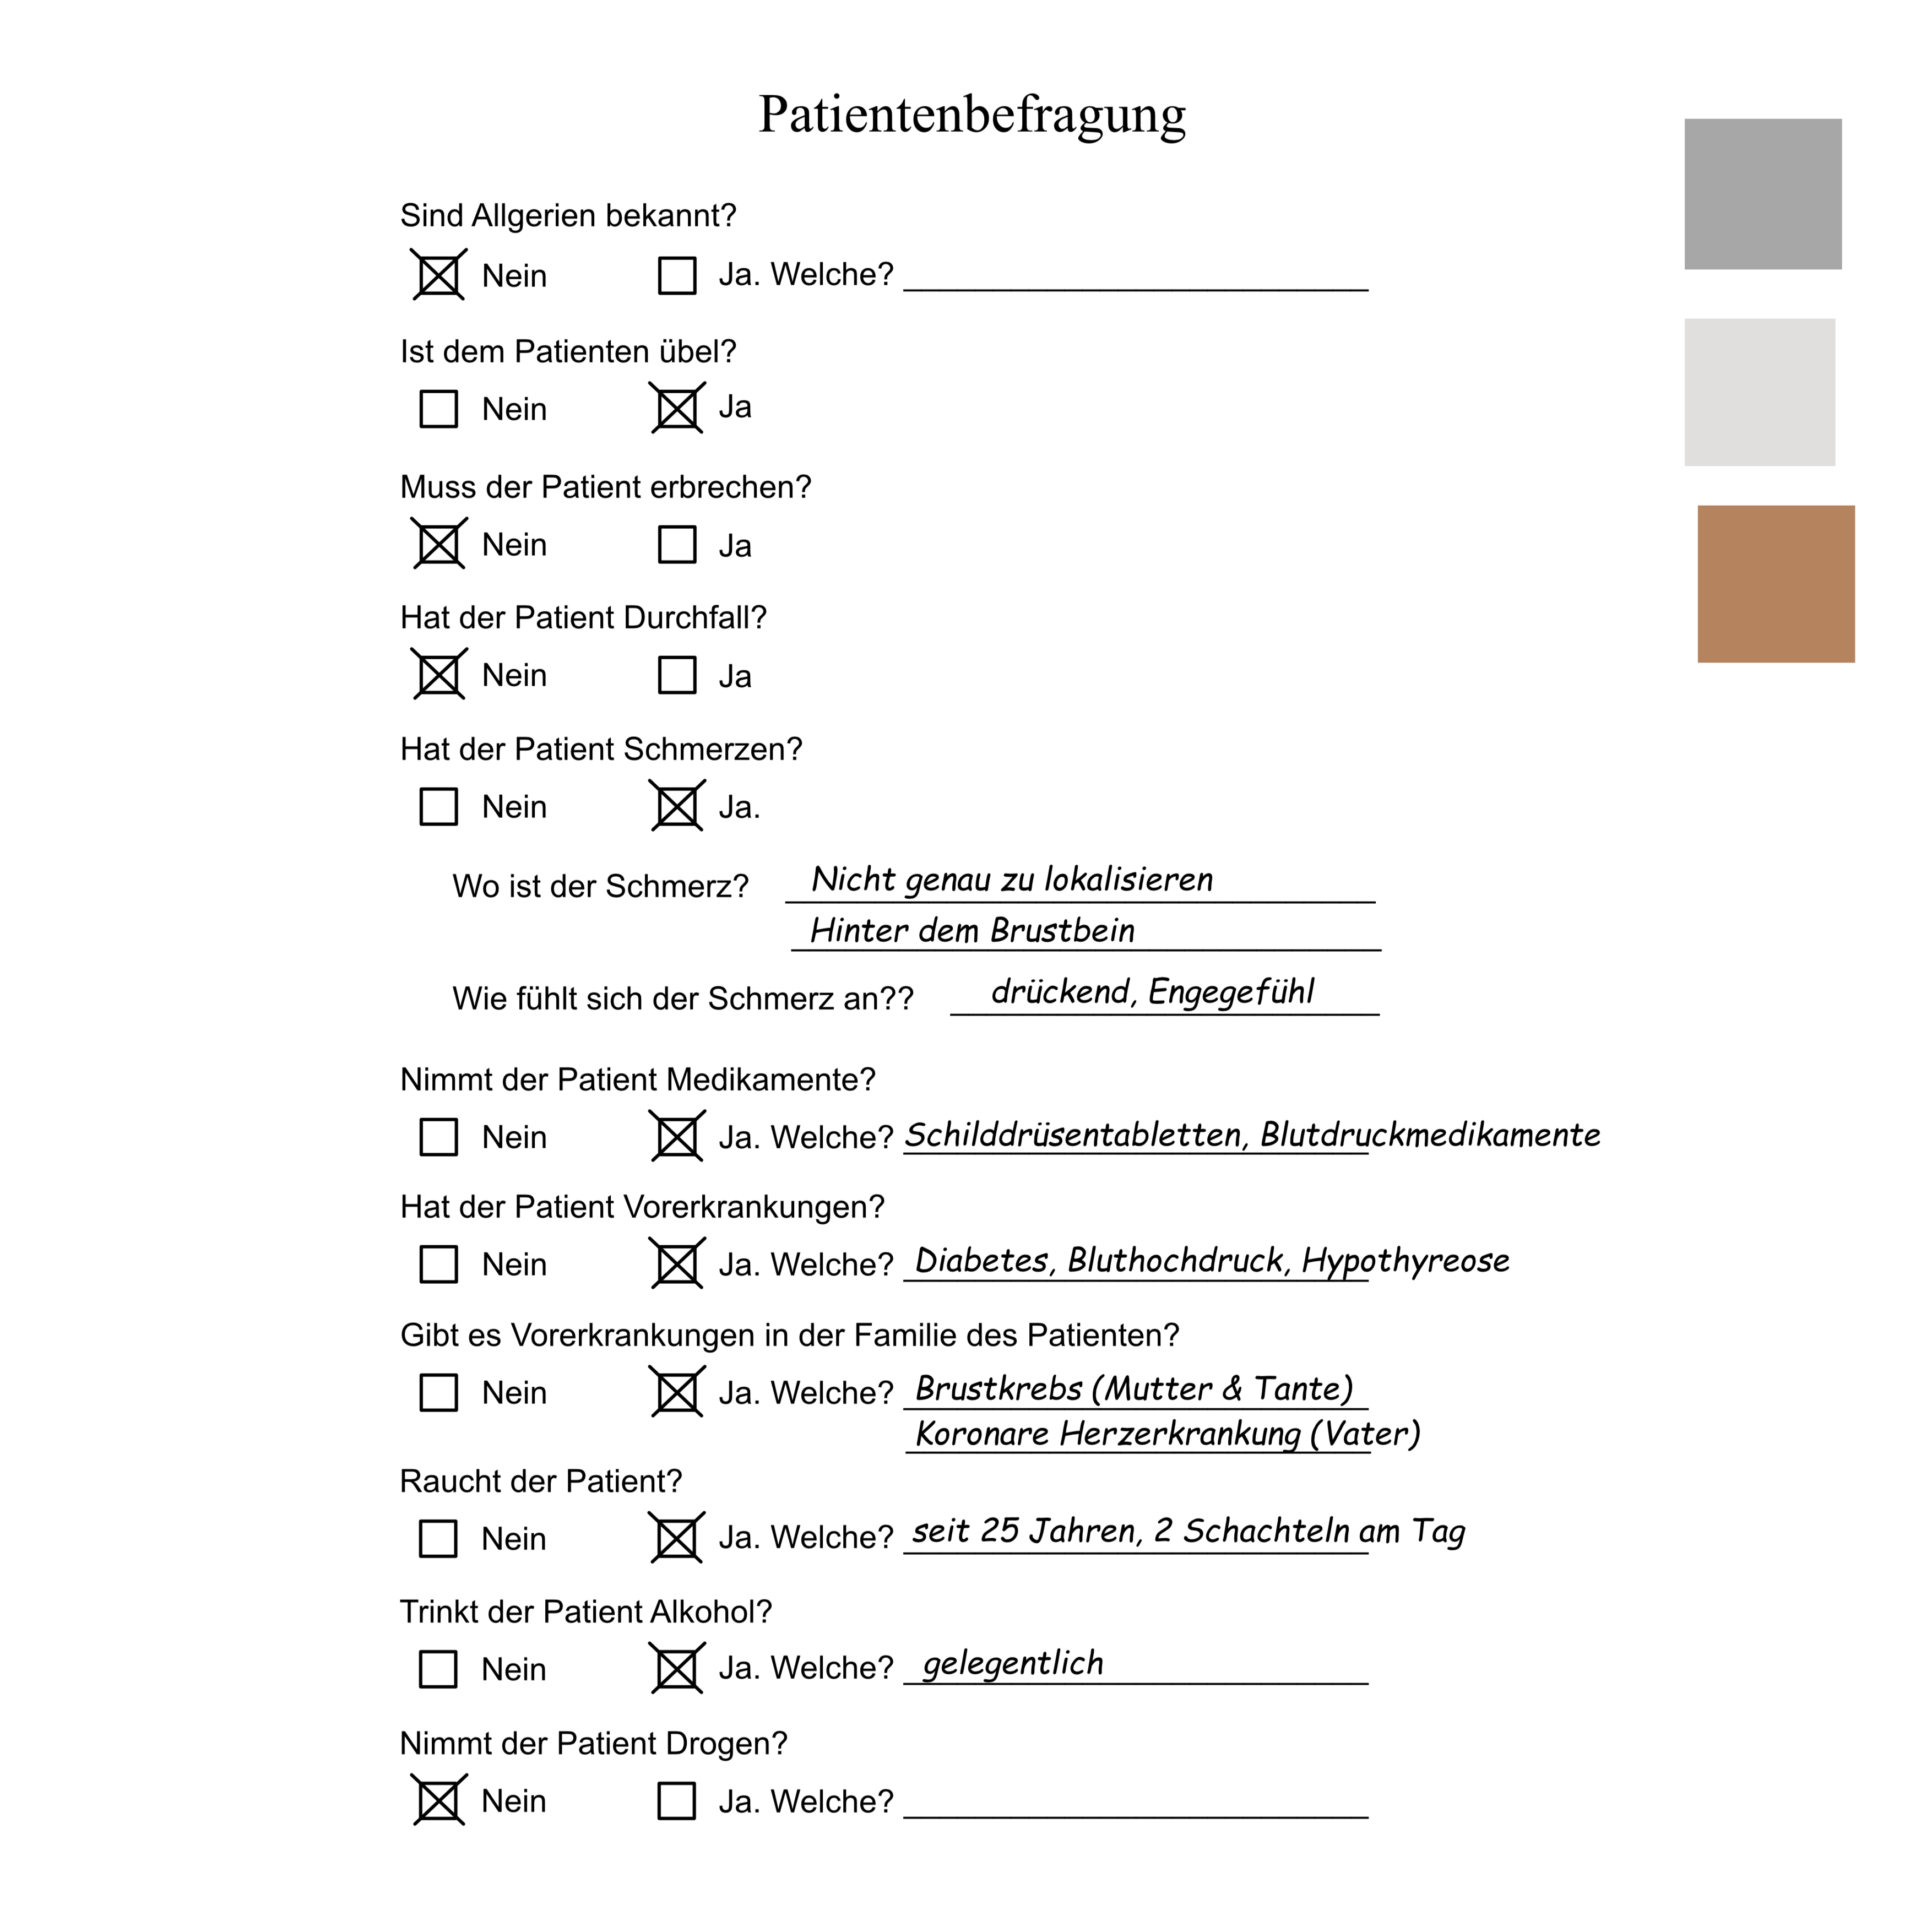 Patientenbefragung
Sind Allgerien bekannt?
Nein Ja. Welche?
Ist dem Patienten übel?
Nein Ja
Muss der Patient erbrechen?
Nein Ja
Hat der Patient Durchfall?
Nein Ja
Hat der Patient Schmerzen?
Nein Ja.
Wo ist der Schmerz? Nicht genau zu lokalisieren
Hinter dem Brustbein
Wie fühlt sich der Schmerz an?? drückend, Engegefühl
Nimmt der Patient Medikamente?
Nein Ja. Welche? Schilddrüsentabletten, Blutdruckmedikamente
Hat der Patient Vorerkrankungen?
Nein Ja. Welche? Diabetes, Bluthochdruck, Hypothyreose
Gibt es Vorerkrankungen in der Familie des Patienten?
Nein Ja. Welche? Brustkrebs (Mutter & Tante)
Koronare Herzerkrankung (Vater)
Raucht der Patient?
Nein Ja. Welche? seit 25 Jahren, 2 Schachteln am Tag
Trinkt der Patient Alkohol?
Nein Ja. Welche? gelegentlich
Nimmt der Patient Drogen?
Nein Ja. Welche?